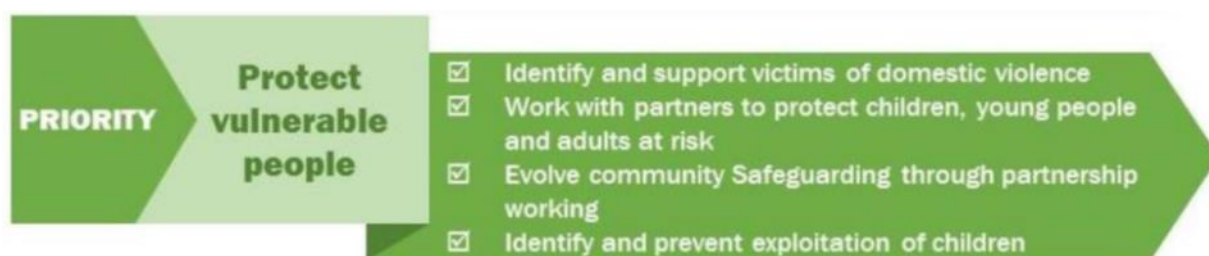 PRIORITY
Protect
vulnerable
people
☑ Identify and support victims of domestic violence
☑ Work with partners to protect children, young people
and adults at risk
☑ Evolve community Safeguarding through partnership
working
☑ Identify and prevent exploitation of children